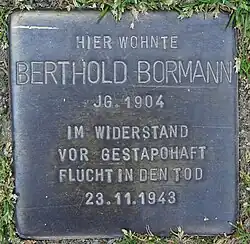 HIER WOHNTE
BERTHOLD BORMANN
JG. 1904
IM WIDERSTAND
VOR GESTAPOHAFT
FLUCHT IN DEN TOD
23.11.1943